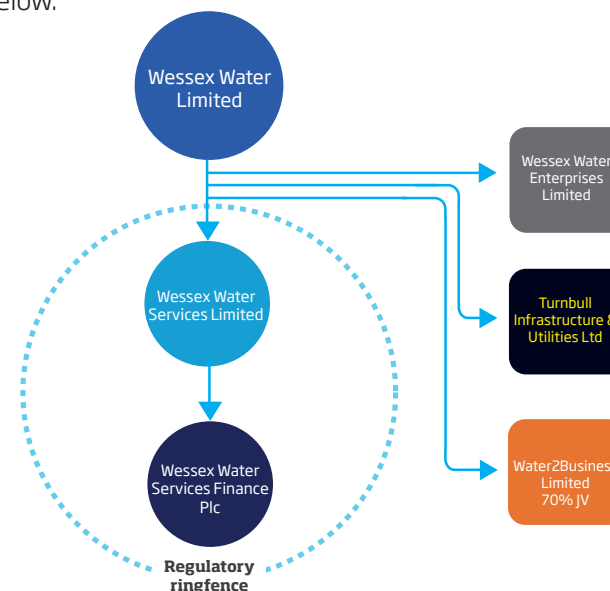 elow.
Wessex Water
Limited
Wessex Water
Enterprises
Limited
Wessex Water
Services Limited
Turnbull
Infrastructure &
Utilities Ltd
Wessex Water
Services Finance
Plc
Water2Busines
Limited
70% JV
Regulatory
ringfence